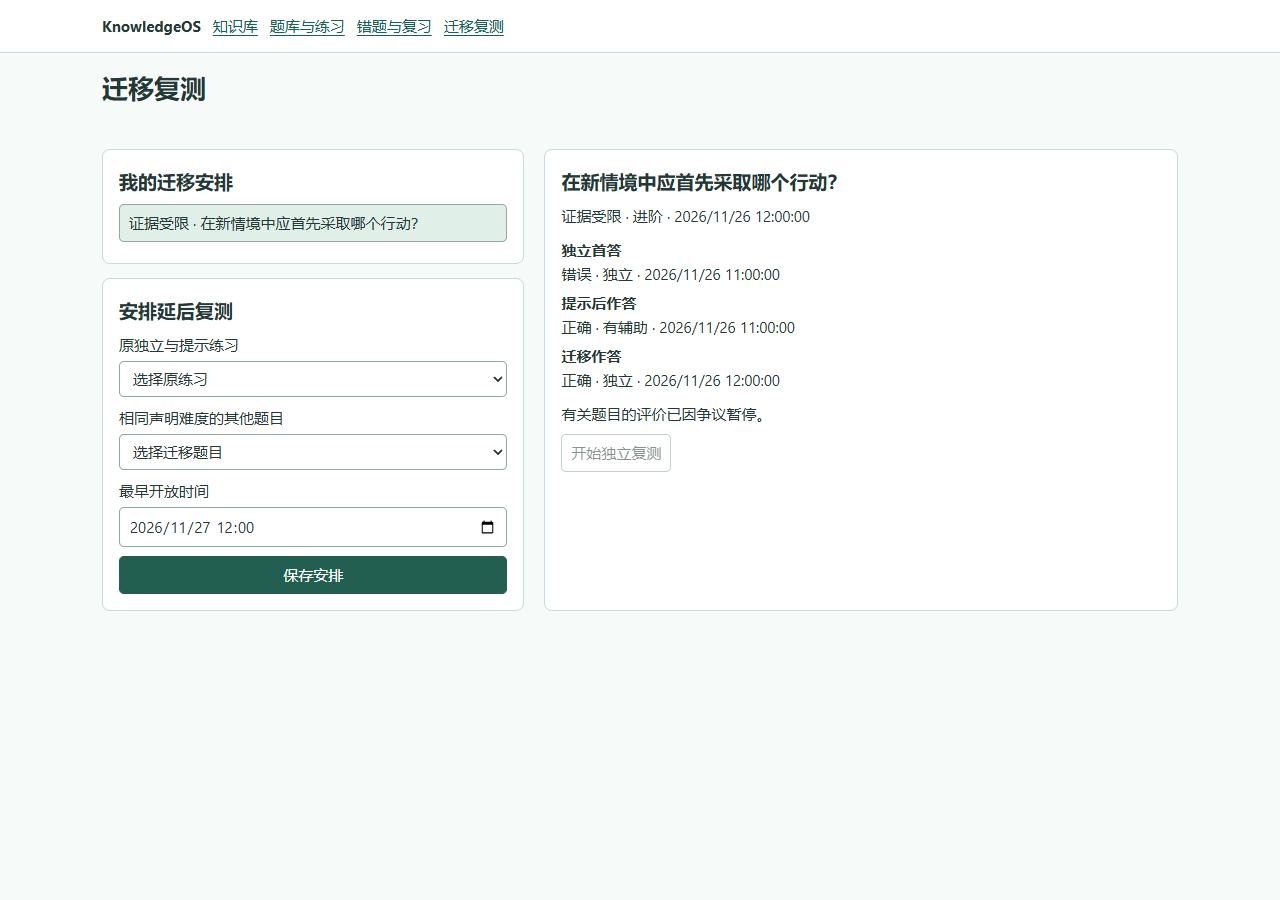 KnowledgeOS 知识库 题库与练习 错题与复习 迁移复测
迁移复测
我的迁移安排
证据受限 · 在新情境中应首先采取哪个行动?
安排延后复测
原独立与提示练习
选择原练习
相同声明难度的其他题目
选择迁移题目
最早开放时间
2026/11/27 12:00
保存安排
在新情境中应首先采取哪个行动?
证据受限 · 进阶 · 2026/11/26 12:00:00
独立首答
错误 · 独立 · 2026/11/26 11:00:00
提示后作答
正确 · 有辅助 · 2026/11/26 11:00:00
迁移作答
正确 · 独立 · 2026/11/26 12:00:00
有关题目的评价已因争议暂停。
开始独立复测